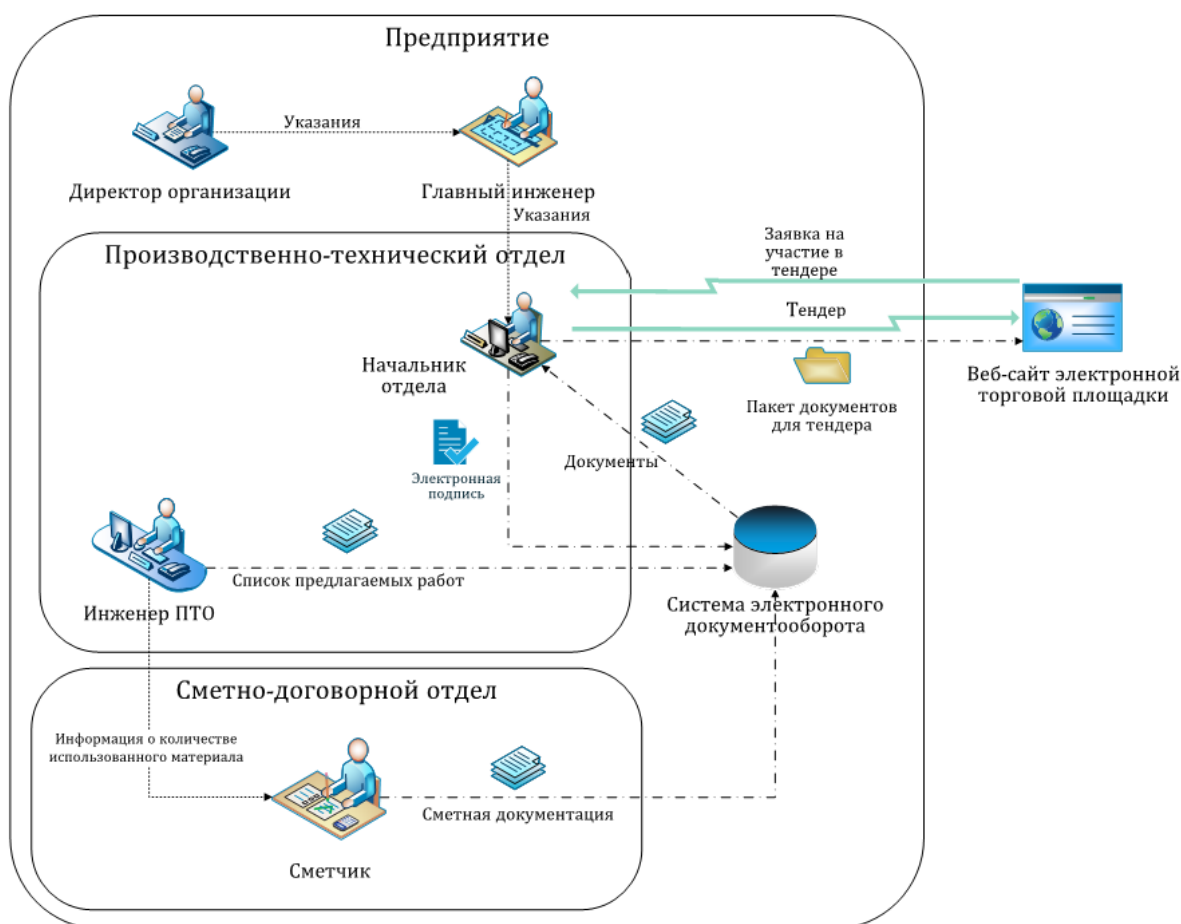 Предприятие
Указания
Директор организации
Главный инженер
Указания
Производственно-технический отдел
Заявка на
участие в
тендере
Тендер
Начальник
отдела
Веб-сайт электронной
торговой площадки
Пакет документов
для тендера
Документы
Электронная
подпись
Список предлагаемых работ
Инженер ПТО
Система электронного
документооборота
Сметно-договорной отдел
Информация о количестве
использованного материала
Сметная документация
Сметчик